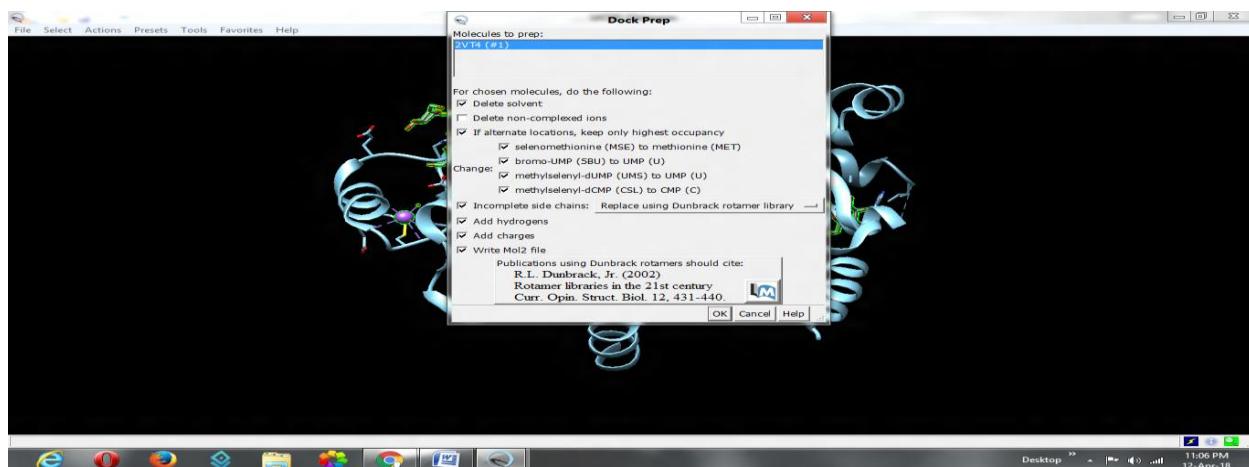 Dock Prep
File Select Actions Presets Tools Favorites Help
Molecules to prep:
2VT4 (#1)
For chosen molecules, do the following:
Delete solvent
Delete non-complexed ions
If alternate locations, keep only highest occupancy
Change:
selenomethionine (MSE) to methionine (MET)
bromo-UMP (5BU) to UMP (U)
methylselenyl-dUMP (UMS) to UMP (U)
methylselenyl-dCMP (CSL) to CMP (C)
Incomplete side chains: Replace using Dunbrack rotamer library
Add hydrogens
Add charges
Write Mol2 file
Publications using Dunbrack rotamers should cite:
R.L. Dunbrack, Jr. (2002)
Rotamer libraries in the 21st century
Curr. Opin. Struct. Biol. 12, 431-440.
OK Cancel Help
Desktop
11:06 PM
12-Apr-18